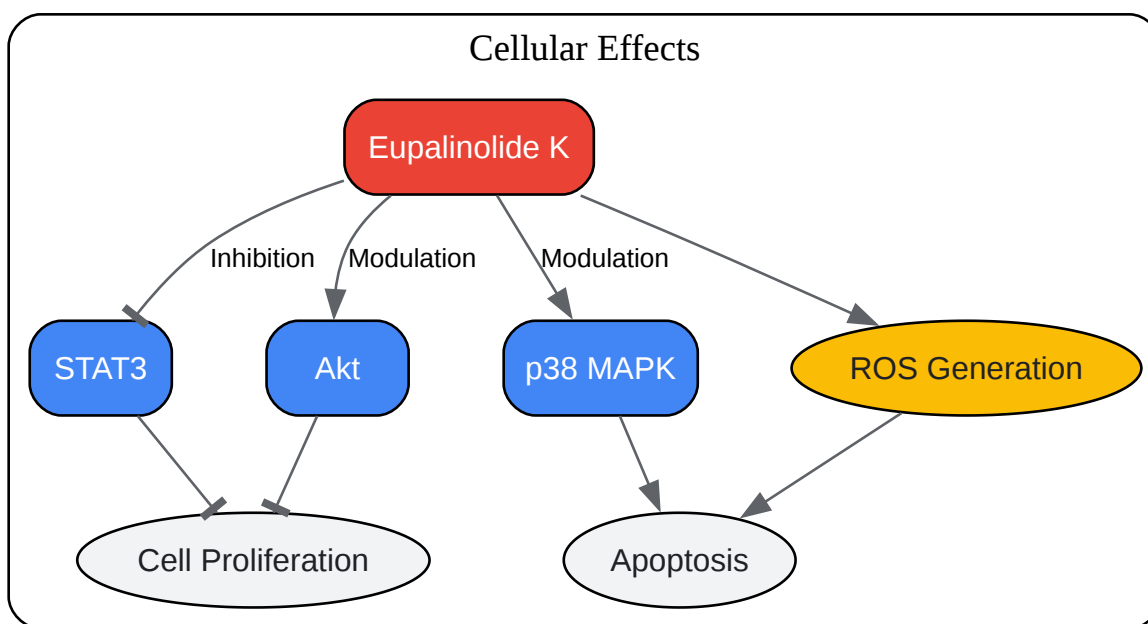 Cellular Effects
Eupalinolide K
Inhibition
Modulation
Modulation
STAT3
Akt
p38 MAPK
ROS Generation
Cell Proliferation
Apoptosis